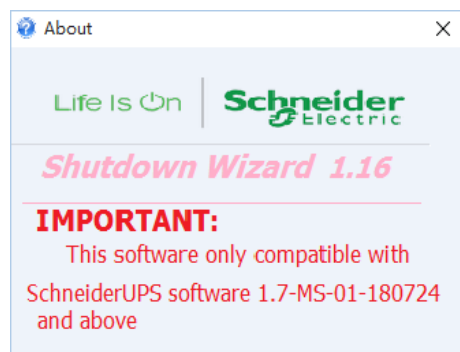 About
Life Is On
Schneider
Electric
Shutdown Wizard 1.16
IMPORTANT:
This software only compatible with
SchneiderUPS software 1.7-MS-01-180724
and above